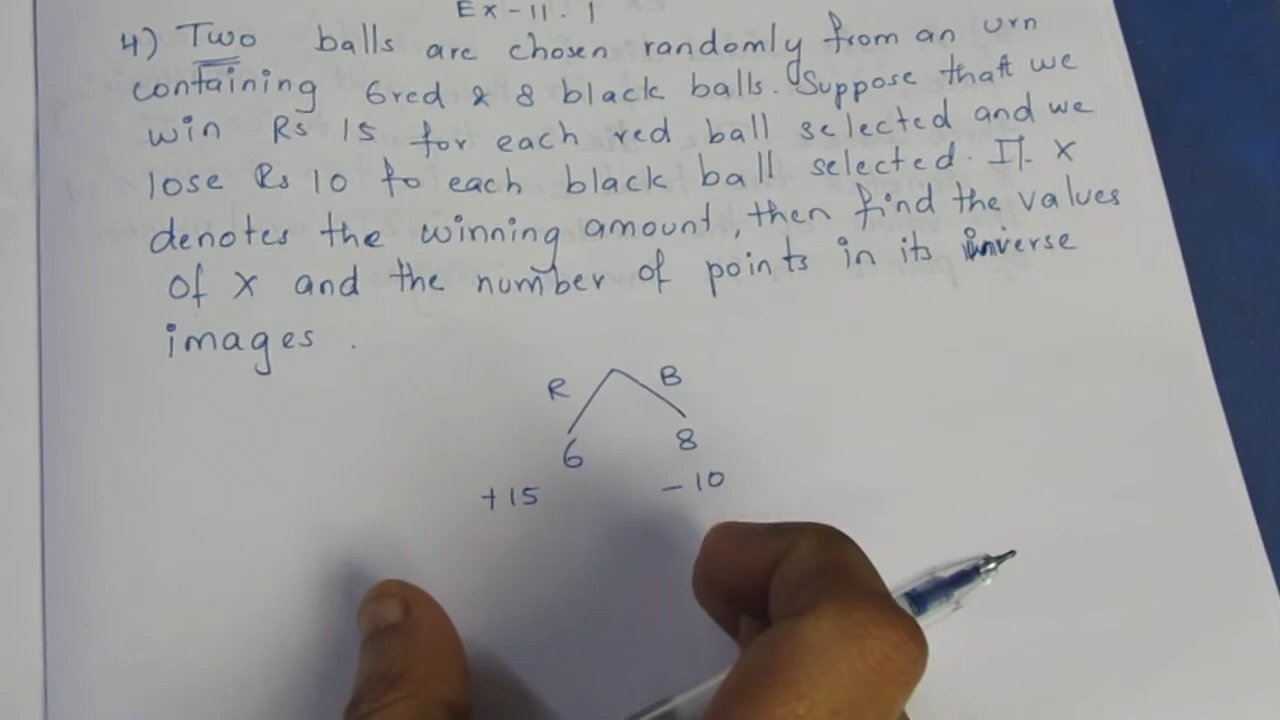 Ex-11.1
4) Two balls are chosen randomly from an urn
containing 6 red & 8 black balls. Suppose that we
win Rs 15 for each red ball selected and we
lose Rs 10 fo each black ball selected. If X
denotes the winning amount, then find the values
of X and the number of points in its inverse
images.
R B
6 8
+15 -10